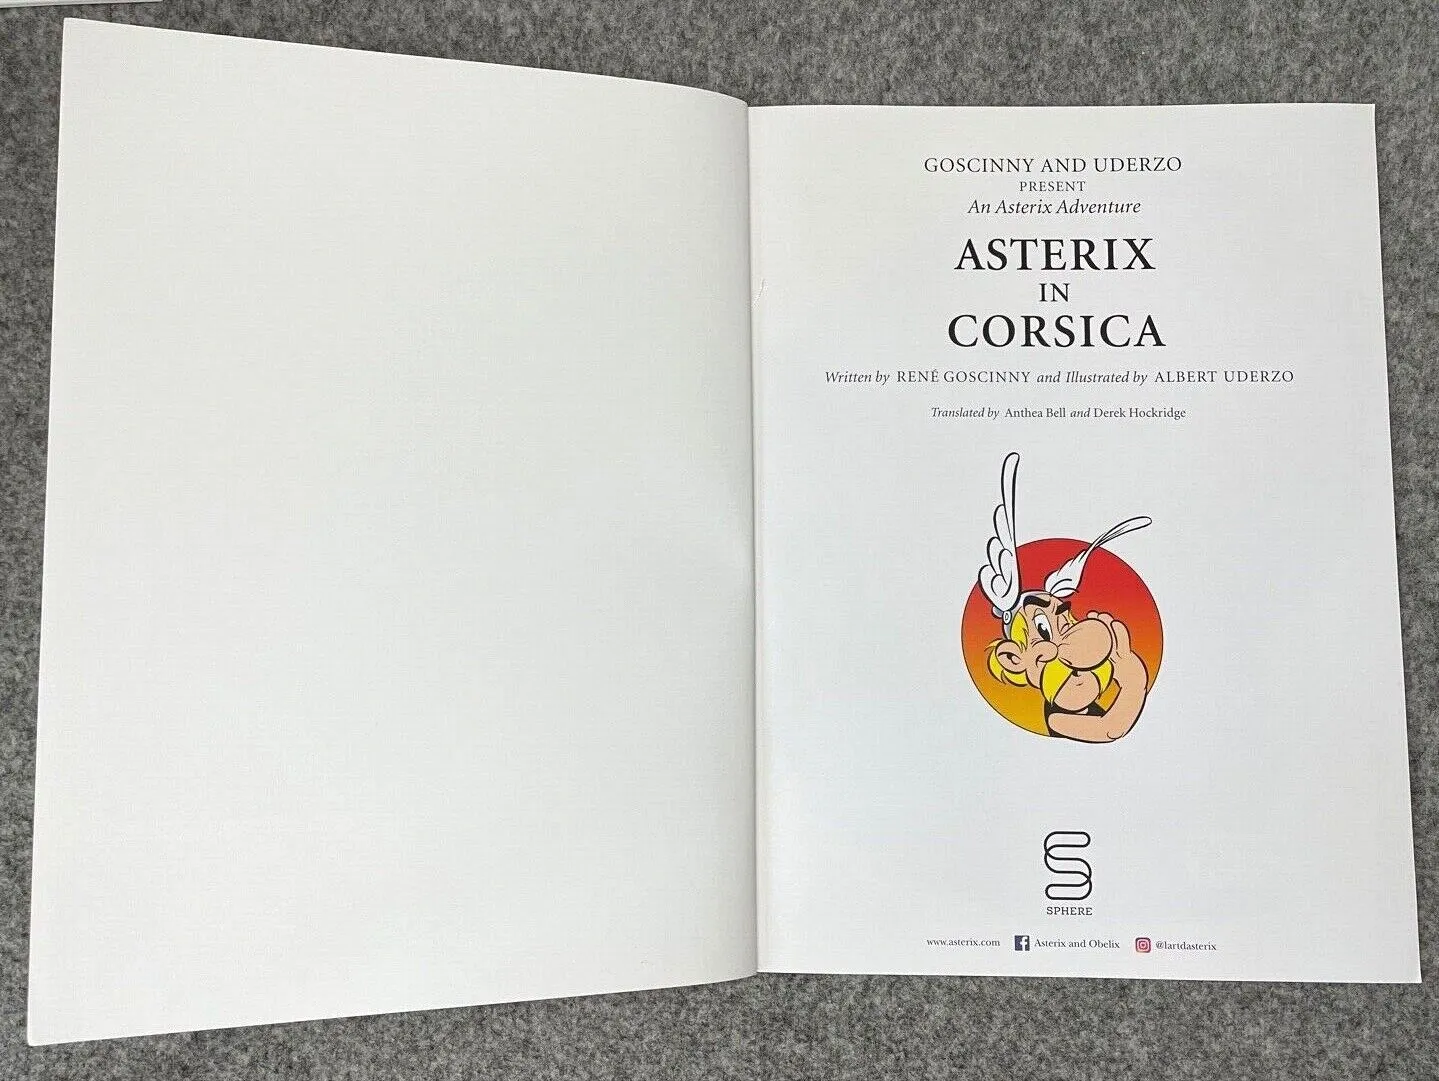 GOSCINNY AND UDERZO
PRESENT
An Asterix Adventure
ASTERIX
IN
CORSICA
Written by RENÉ GOSCINNY and Illustrated by ALBERT UDERZO
Translated by Anthea Bell and Derek Hockridge
SPHERE
www.asterix.com Asterix and Obelix @lartdasterix